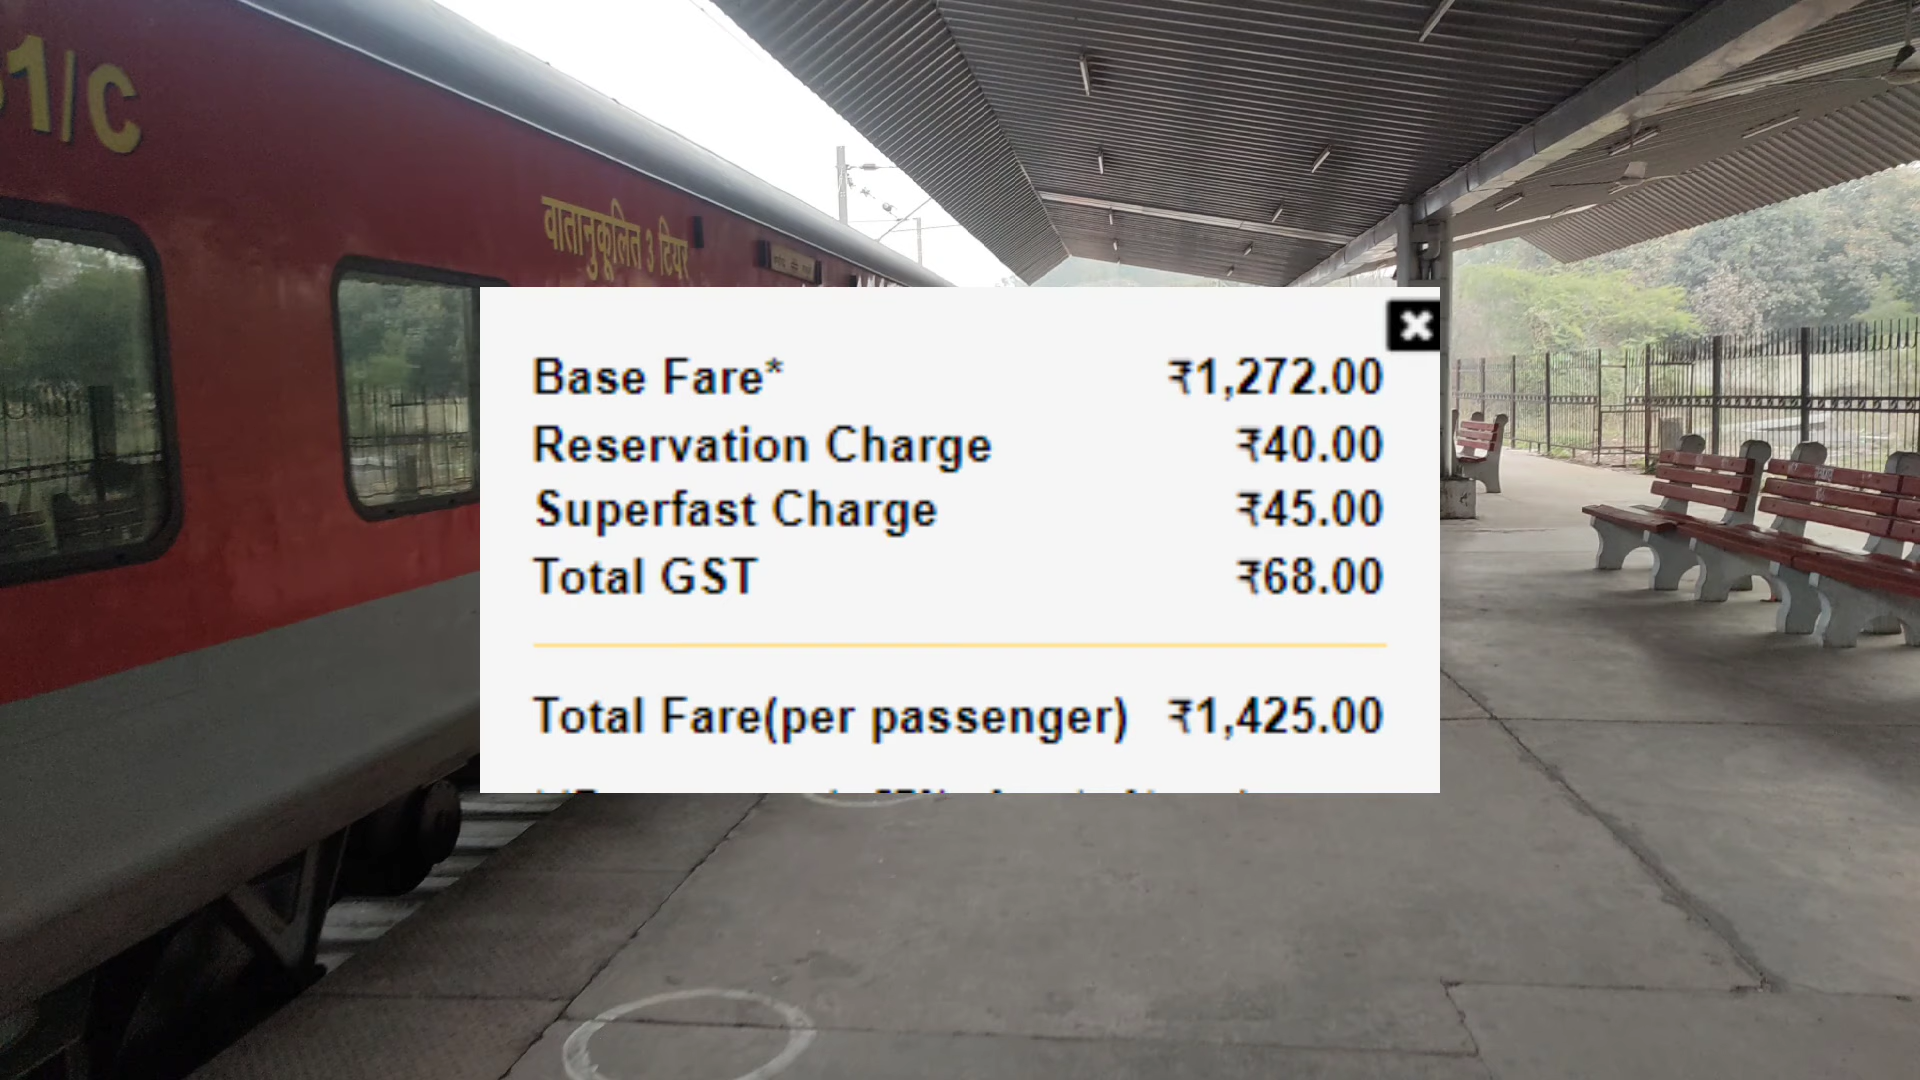 1/C
वातानुकूलित 3 टियर
Base Fare* ₹1,272.00
Reservation Charge ₹40.00
Superfast Charge ₹45.00
Total GST ₹68.00
Total Fare(per passenger) ₹1,425.00